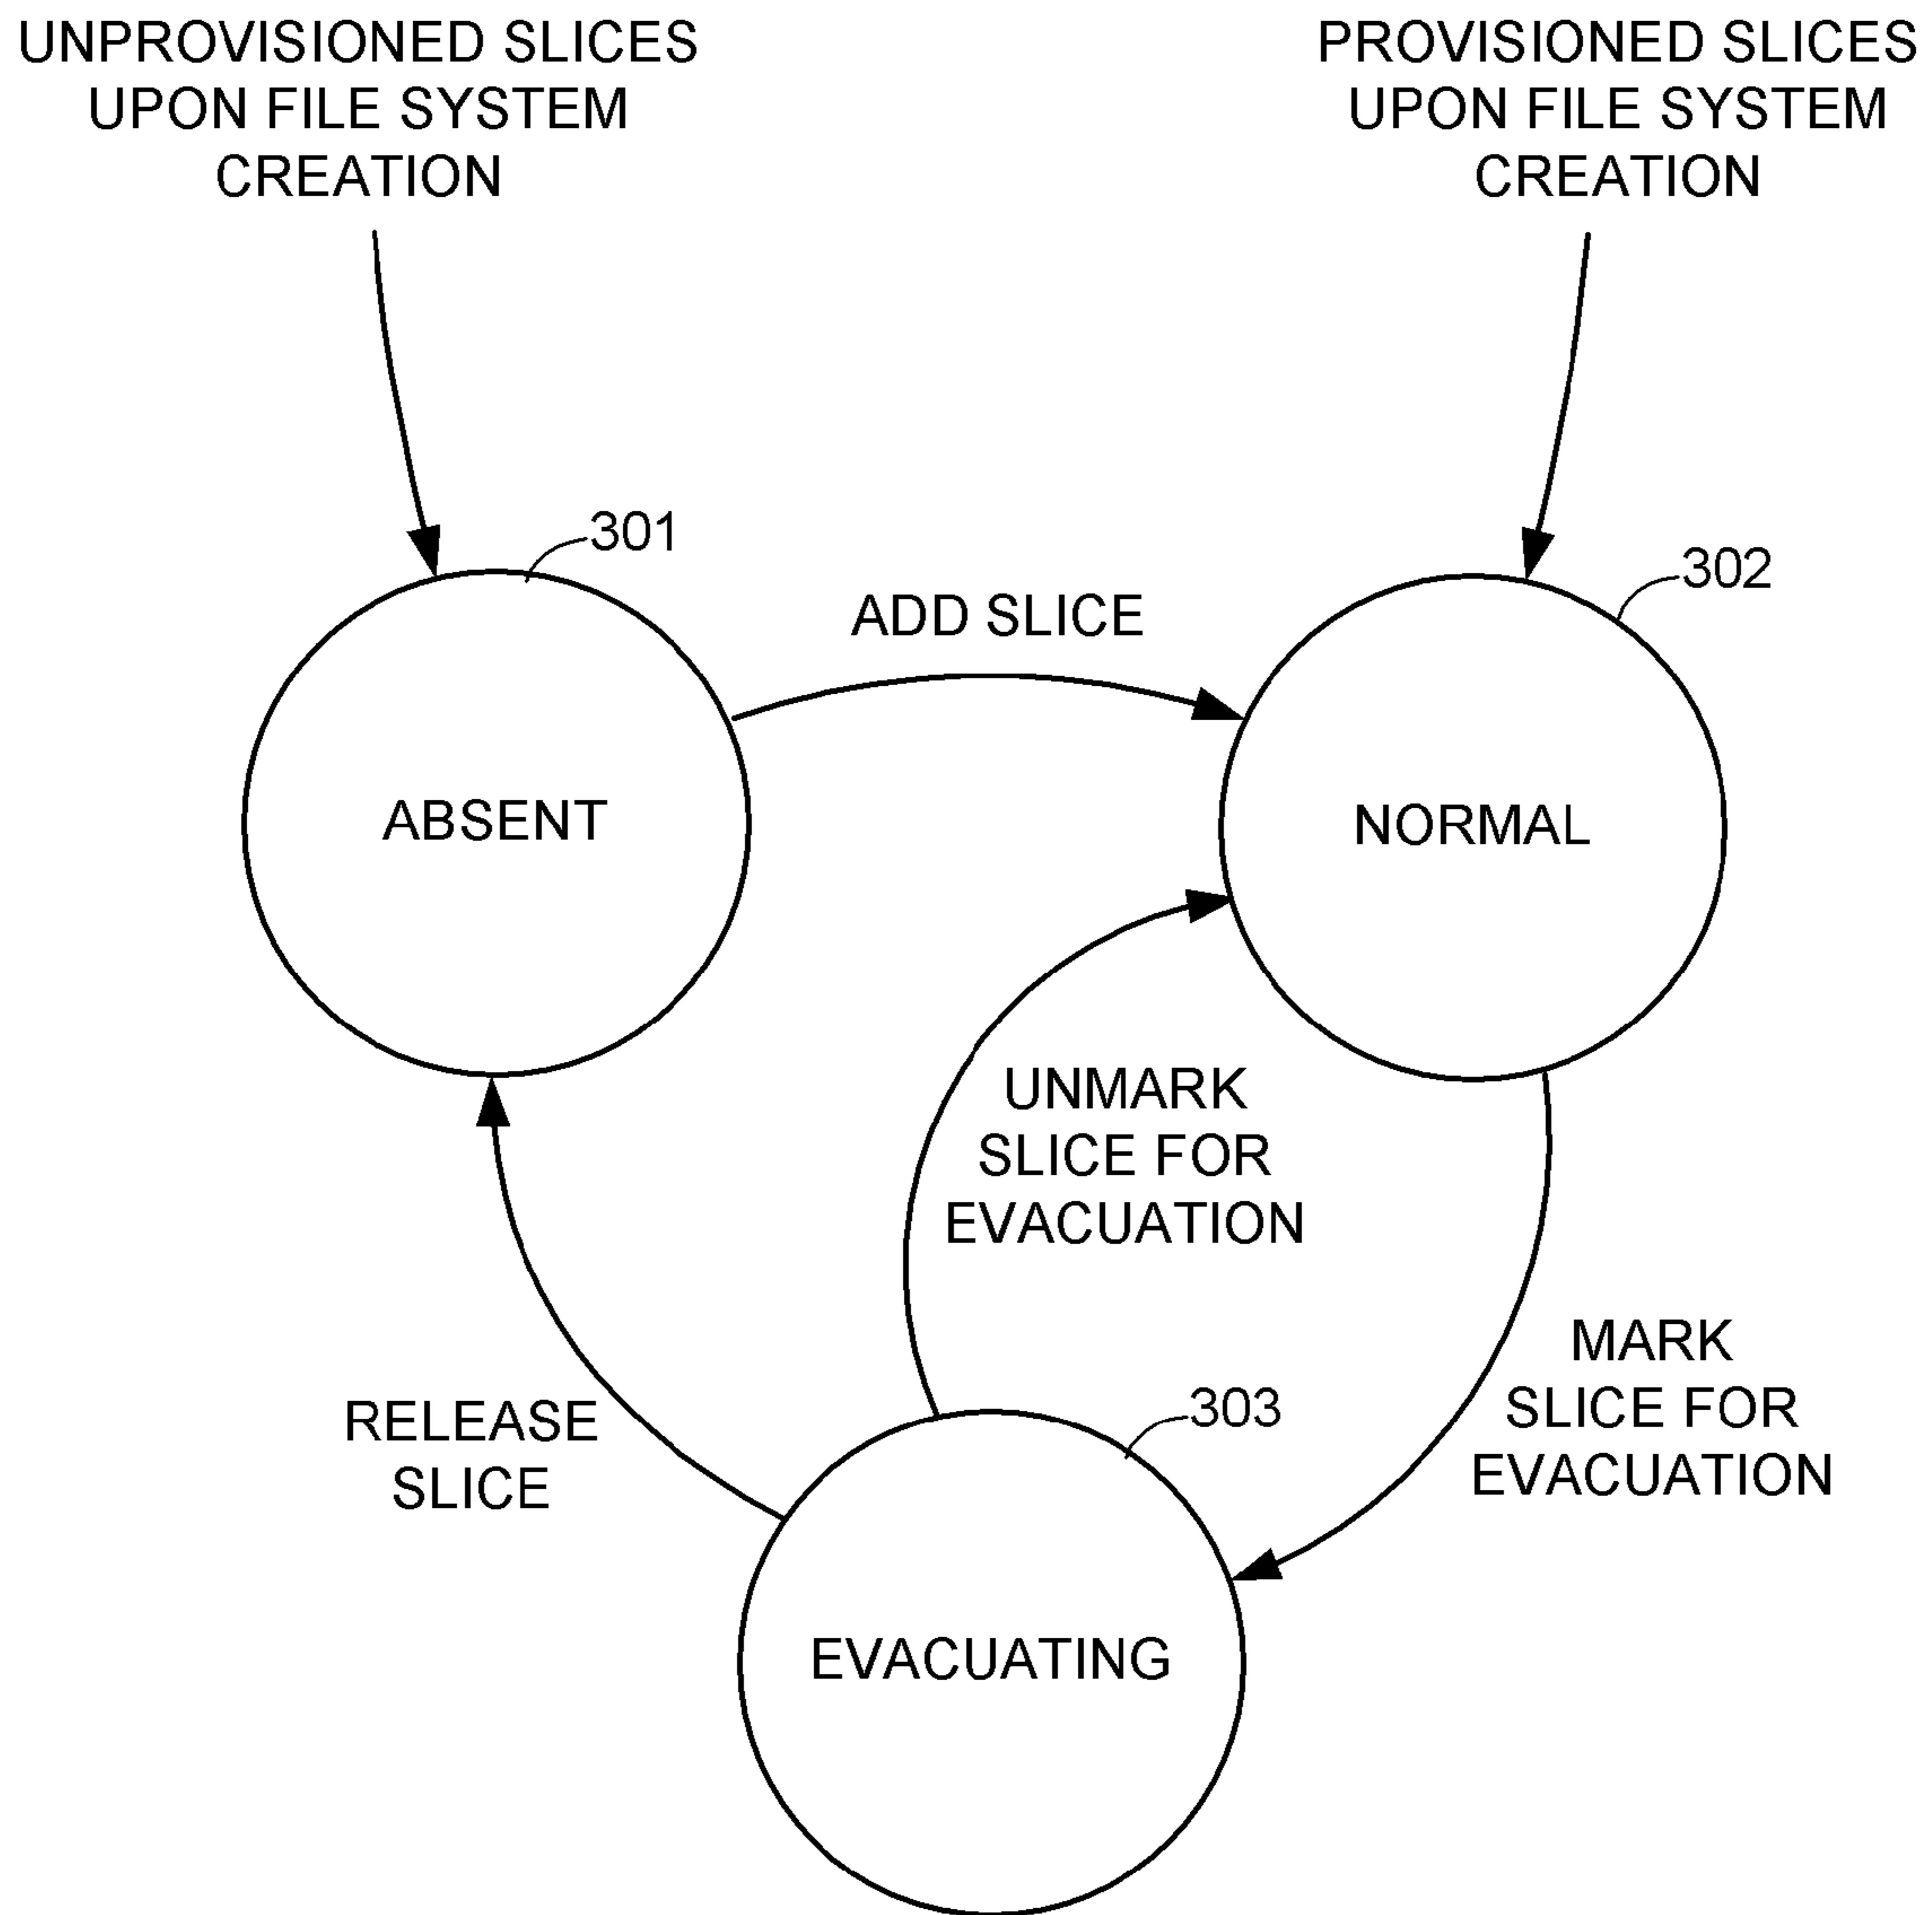 UNPROVISIONED SLICES
UPON FILE SYSTEM
CREATION
PROVISIONED SLICES
UPON FILE SYSTEM
CREATION
301
302
ADD SLICE
ABSENT
NORMAL
UNMARK
SLICE FOR
EVACUATION
MARK
SLICE FOR
EVACUATION
RELEASE
SLICE
303
EVACUATING